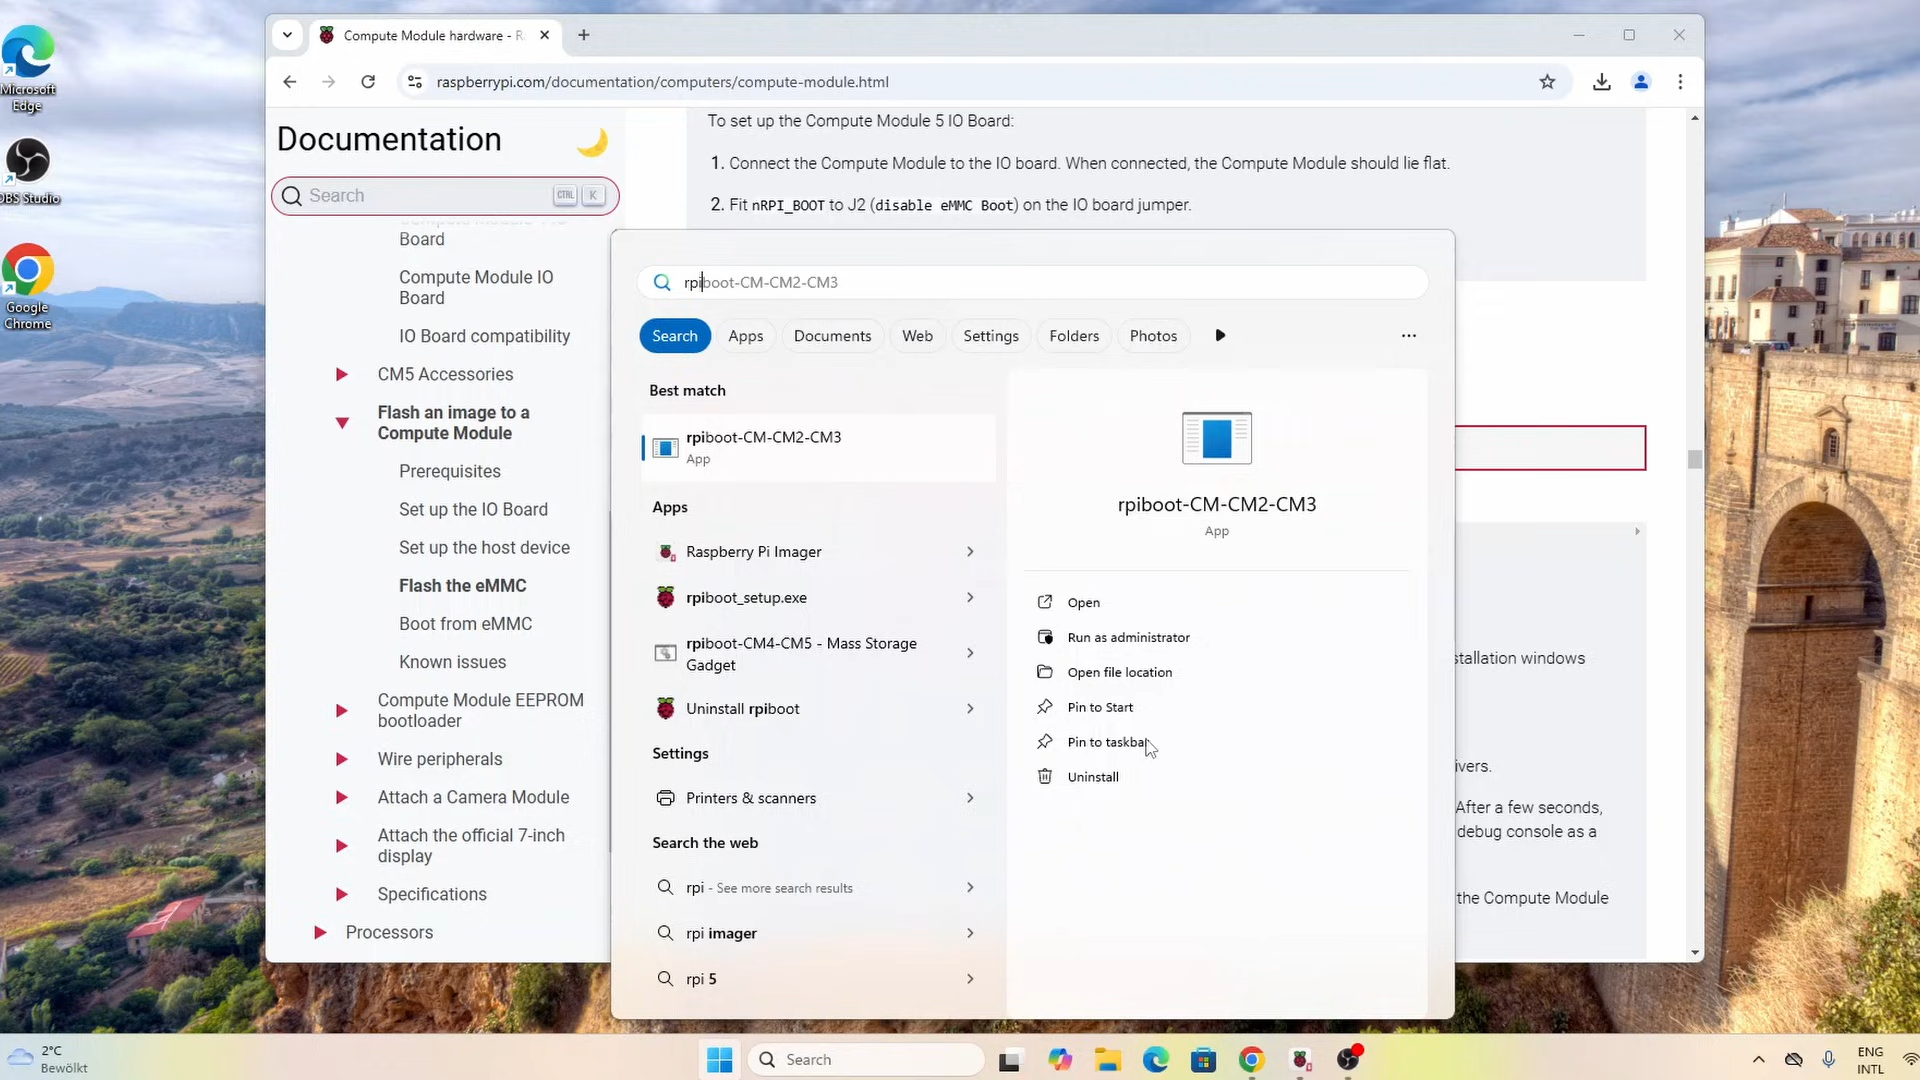 Microsoft
Edge
OBS Studio
Google
Chrome
Compute Module hardware - R
raspberrypi.com/documentation/computers/compute-module.html
Documentation
Search
CTRL
K
Board
Compute Module IO
Board
IO Board compatibility
CM5 Accessories
Flash an image to a
Compute Module
Prerequisites
Set up the IO Board
Set up the host device
Flash the eMMC
Boot from eMMC
Known issues
Compute Module EEPROM
bootloader
Wire peripherals
Attach a Camera Module
Attach the official 7-inch
display
Specifications
Processors
To set up the Compute Module 5 IO Board:
1. Connect the Compute Module to the IO board. When connected, the Compute Module should lie flat.
2. Fit nRPI_BOOT to J2 (disable eMMC Boot) on the IO board jumper.
stallation windows
ivers.
After a few seconds,
debug console as a
the Compute Module
rpiboot-CM-CM2-CM3
Search
Apps
Documents
Web
Settings
Folders
Photos
Best match
rpiboot-CM-CM2-CM3
App
Apps
Raspberry Pi Imager
rpiboot_setup.exe
rpiboot-CM4-CM5 - Mass Storage
Gadget
Uninstall rpiboot
Settings
Printers & scanners
Search the web
rpi - See more search results
rpi imager
rpi 5
rpiboot-CM-CM2-CM3
App
Open
Run as administrator
Open file location
Pin to Start
Pin to taskbar
Uninstall
2°C
Bewölkt
Search
ENG
INTL